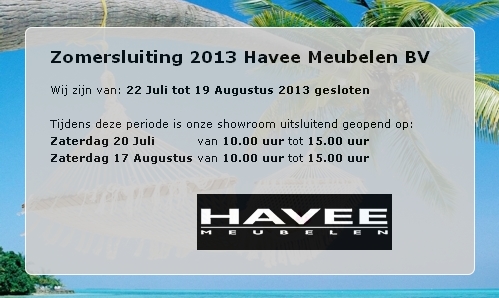 Zomersluiting 2013 Havee Meubelen BV
Wij zijn van: 22 Juli tot 19 Augustus 2013 gesloten
Tijdens deze periode is onze showroom uitsluitend geopend op:
Zaterdag 20 Juli van 10.00 uur tot 15.00 uur
Zaterdag 17 Augustus van 10.00 uur tot 15.00 uur
HAVEE
MEUBELEN